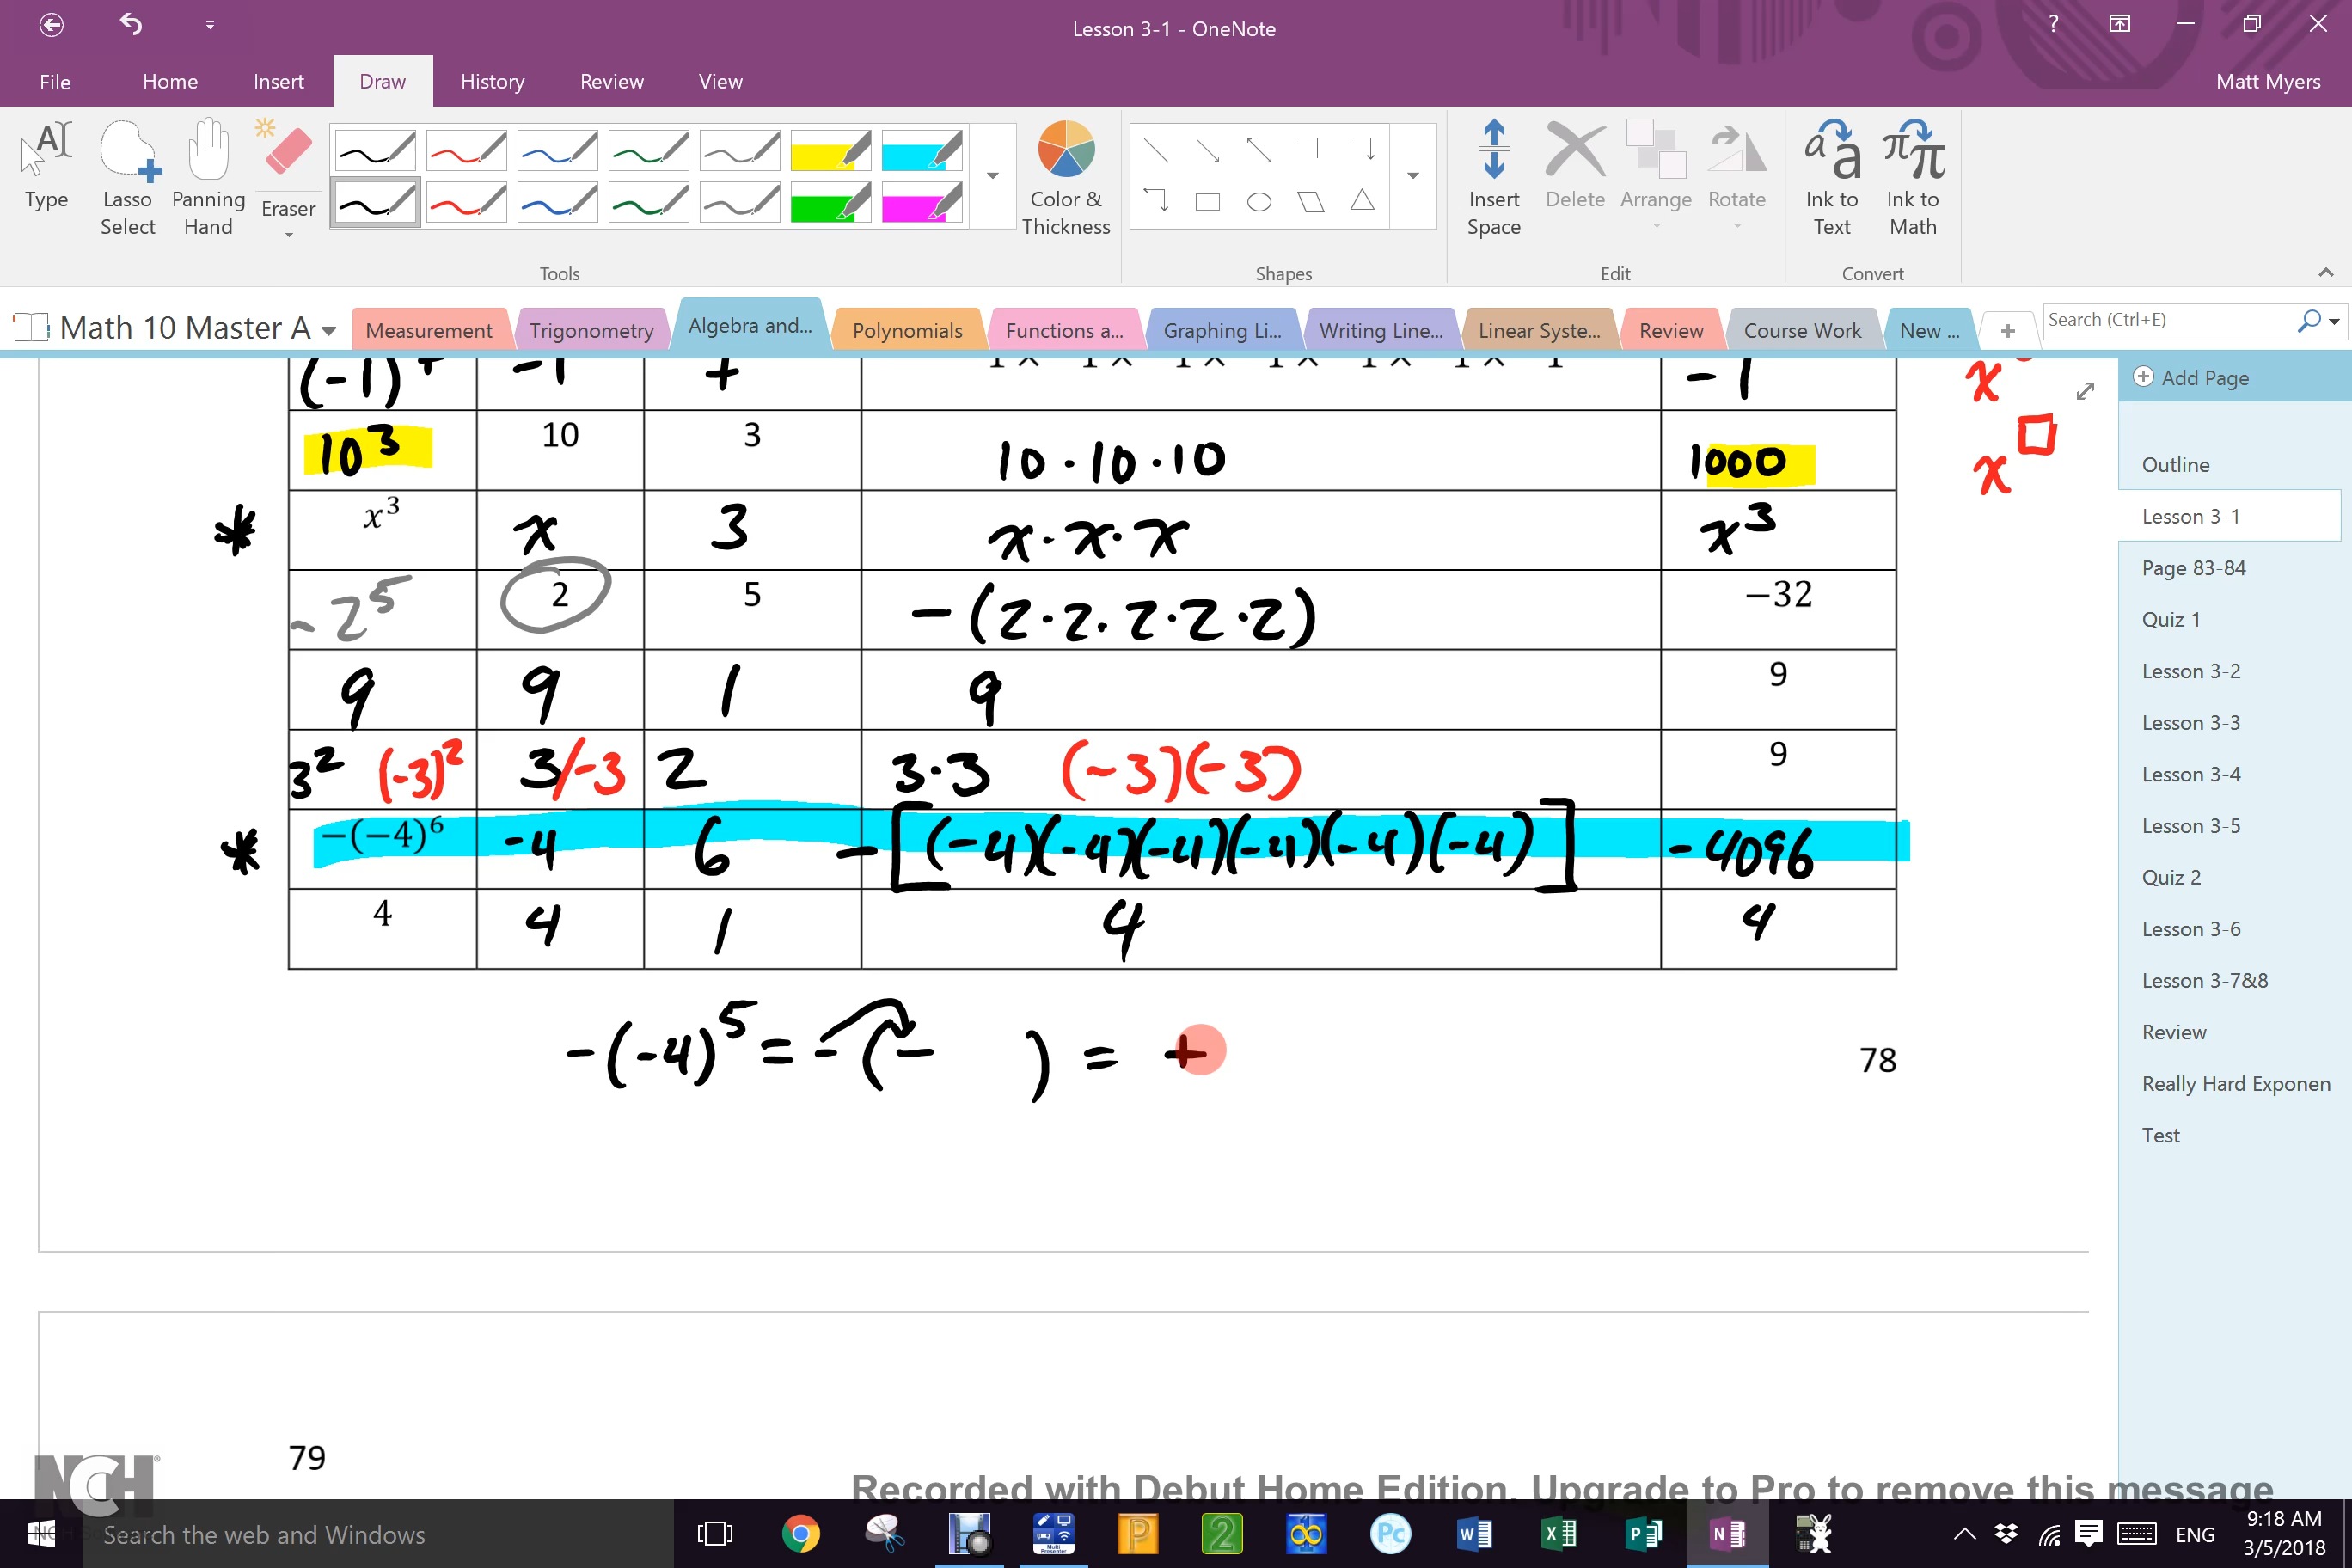 Lesson 3-1 - OneNote
File Home Insert Draw History Review View Matt Myers
Type Lasso Select Panning Hand Eraser Color & Thickness Insert Space Delete Arrange Rotate Ink to Text Ink to Math
Tools Shapes Edit Convert
Math 10 Master A Measurement Trigonometry Algebra and... Polynomials Functions a... Graphing Li... Writing Line... Linear Syste... Review Course Work New ... + Search (Ctrl+E)
-1 -1
10³ 10 3 10·10·10 1000
x³ x 3 x·x·x x³
-2⁵ 2 5 -(2·2·2·2·2) −32
9 9 1 9 9
3² (-3)² 3/-3 2 3·3 (-3)(-3) 9
−(−4)⁶ -4 6 -[(-4)(-4)(-4)(-4)(-4)(-4)] -4096
4 4 1 4 4
-(-4)⁵ = -(- ) = +
78
79
x
x□
Add Page
Outline
Lesson 3-1
Page 83-84
Quiz 1
Lesson 3-2
Lesson 3-3
Lesson 3-4
Lesson 3-5
Quiz 2
Lesson 3-6
Lesson 3-7&8
Review
Really Hard Exponen
Test
NCH
Recorded with Debut Home Edition. Upgrade to Pro to remove this message
Search the web and Windows
ENG 9:18 AM
3/5/2018